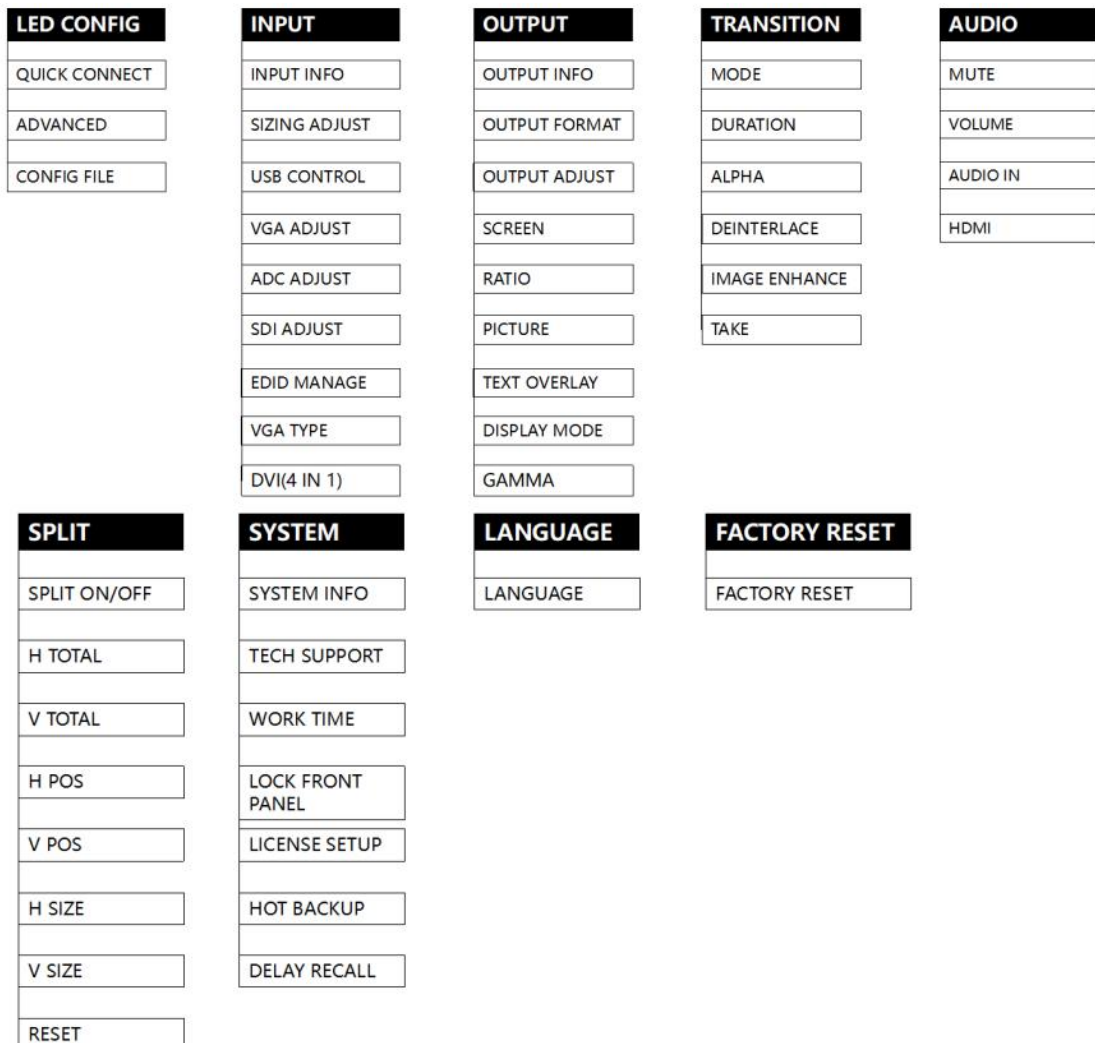 LED CONFIG
QUICK CONNECT
ADVANCED
CONFIG FILE
INPUT
INPUT INFO
SIZING ADJUST
USB CONTROL
VGA ADJUST
ADC ADJUST
SDI ADJUST
EDID MANAGE
VGA TYPE
DVI(4 IN 1)
OUTPUT
OUTPUT INFO
OUTPUT FORMAT
OUTPUT ADJUST
SCREEN
RATIO
PICTURE
TEXT OVERLAY
DISPLAY MODE
GAMMA
TRANSITION
MODE
DURATION
ALPHA
DEINTERLACE
IMAGE ENHANCE
TAKE
AUDIO
MUTE
VOLUME
AUDIO IN
HDMI
SPLIT
SPLIT ON/OFF
H TOTAL
V TOTAL
H POS
V POS
H SIZE
V SIZE
RESET
SYSTEM
SYSTEM INFO
TECH SUPPORT
WORK TIME
LOCK FRONT
PANEL
LICENSE SETUP
HOT BACKUP
DELAY RECALL
LANGUAGE
LANGUAGE
FACTORY RESET
FACTORY RESET